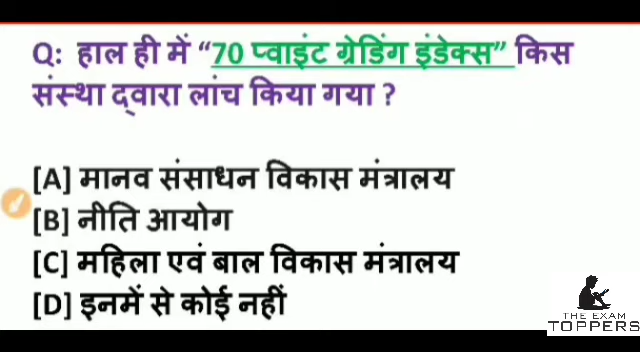 Q: हाल ही में “70 प्वाइंट ग्रेडिंग इंडेक्स” किस
संस्था द्वारा लांच किया गया ?
[A] मानव संसाधन विकास मंत्रालय
[B] नीति आयोग
[C] महिला एवं बाल विकास मंत्रालय
[D] इनमें से कोई नहीं
THE EXAM
TOPPERS